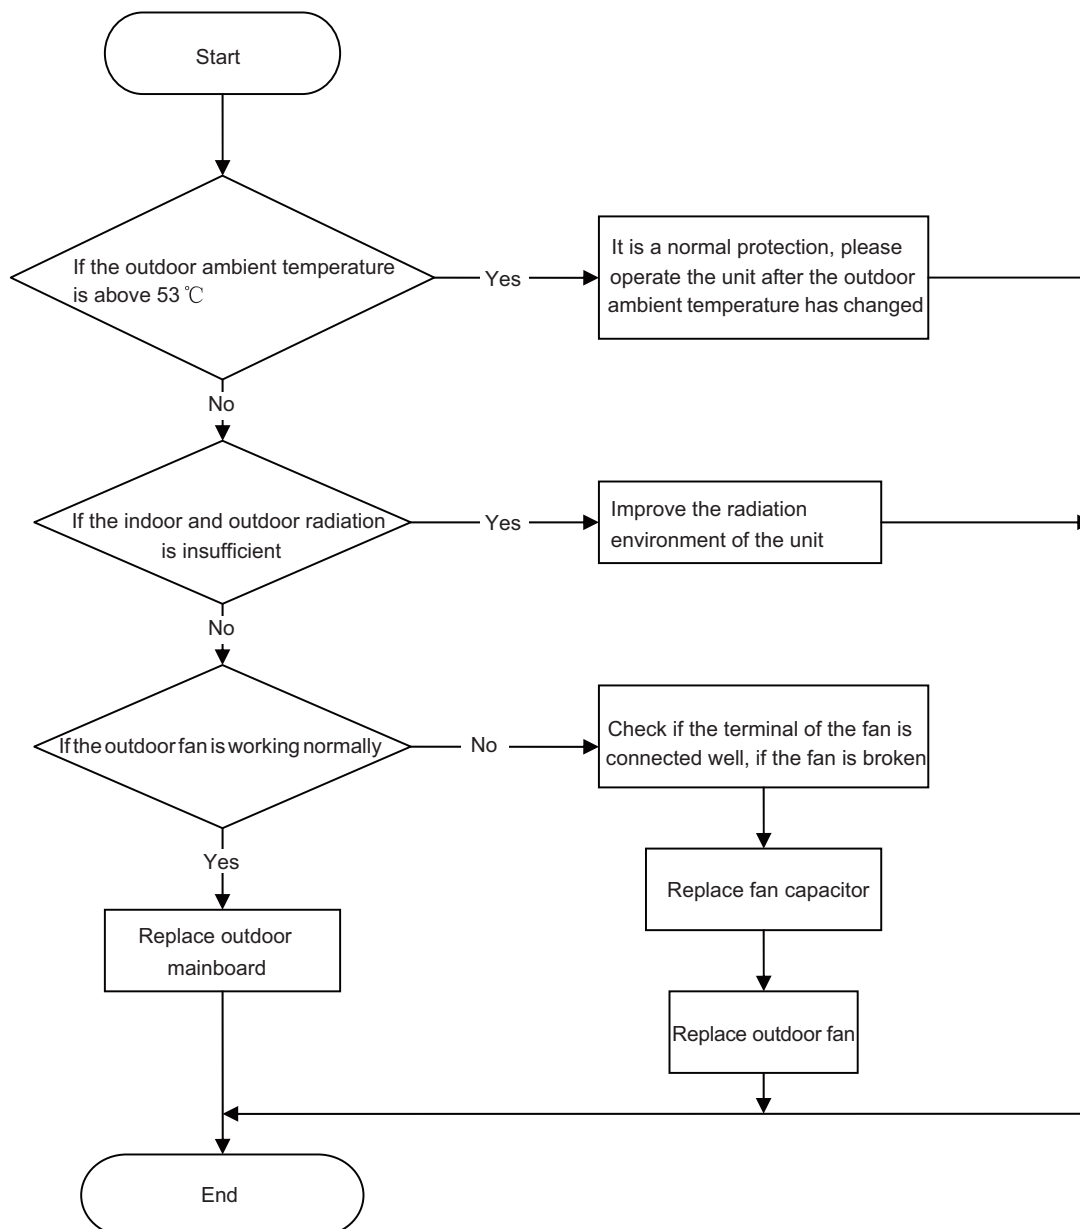 Start
If the outdoor ambient temperature
is above 53 ℃
Yes
It is a normal protection, please
operate the unit after the outdoor
ambient temperature has changed
No
If the indoor and outdoor radiation
is insufficient
Yes
Improve the radiation
environment of the unit
No
If the outdoor fan is working normally
No
Check if the terminal of the fan is
connected well, if the fan is broken
Yes
Replace fan capacitor
Replace outdoor
mainboard
Replace outdoor fan
End